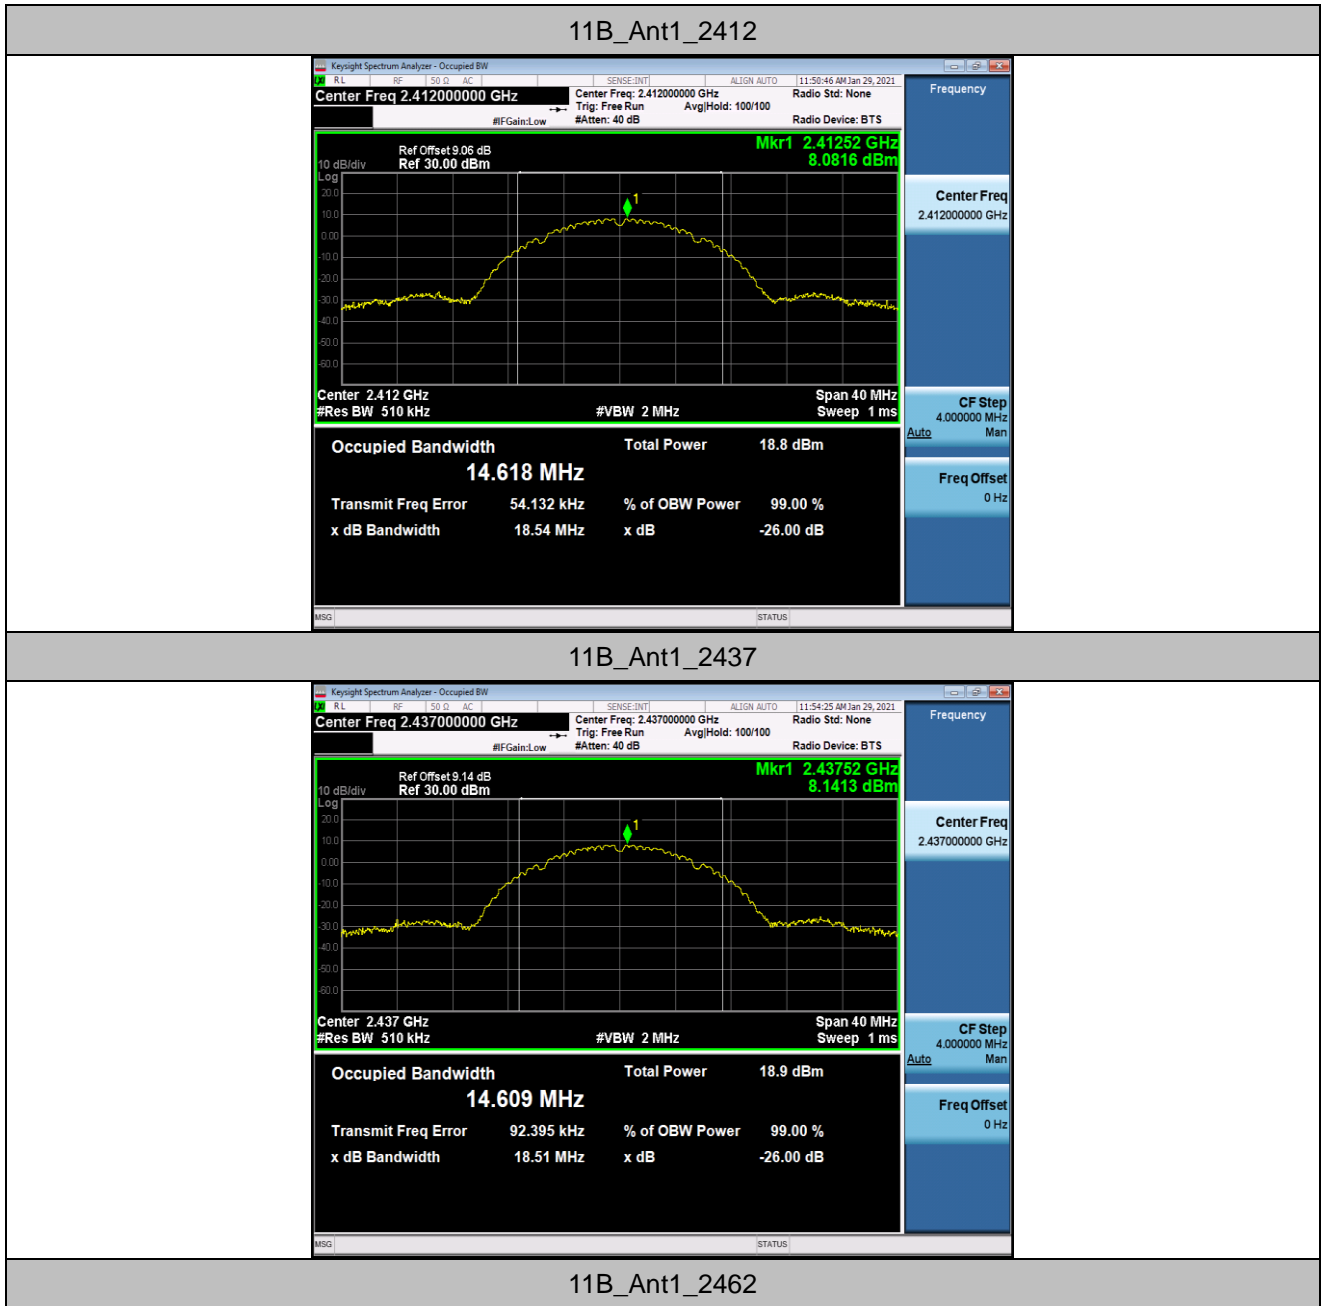 11B_Ant1_2412
Keysight Spectrum Analyzer - Occupied BW
RL RF 50 Ω AC SENSE:INT ALIGN AUTO 11:50:46 AM Jan 29, 2021
Center Freq 2.412000000 GHz
Center Freq: 2.412000000 GHz
Radio Std: None
Trig: Free Run Avg|Hold: 100/100
#IFGain:Low #Atten: 40 dB Radio Device: BTS
Frequency
Mkr1 2.41252 GHz
8.0816 dBm
Ref Offset 9.06 dB
10 dB/div Ref 30.00 dBm
Log
20.0
10.0
0.00
-10.0
-20.0
-30.0
-40.0
-50.0
-60.0
1
Center 2.412 GHz Span 40 MHz
#Res BW 510 kHz #VBW 2 MHz Sweep 1 ms
Center Freq
2.412000000 GHz
CF Step
4.000000 MHz
Auto Man
Freq Offset
0 Hz
Occupied Bandwidth Total Power 18.8 dBm
14.618 MHz
Transmit Freq Error 54.132 kHz % of OBW Power 99.00 %
x dB Bandwidth 18.54 MHz x dB -26.00 dB
MSG STATUS
11B_Ant1_2437
Keysight Spectrum Analyzer - Occupied BW
RL RF 50 Ω AC SENSE:INT ALIGN AUTO 11:54:25 AM Jan 29, 2021
Center Freq 2.437000000 GHz
Center Freq: 2.437000000 GHz
Radio Std: None
Trig: Free Run Avg|Hold: 100/100
#IFGain:Low #Atten: 40 dB Radio Device: BTS
Frequency
Mkr1 2.43752 GHz
8.1413 dBm
Ref Offset 9.14 dB
10 dB/div Ref 30.00 dBm
Log
20.0
10.0
0.00
-10.0
-20.0
-30.0
-40.0
-50.0
-60.0
1
Center 2.437 GHz Span 40 MHz
#Res BW 510 kHz #VBW 2 MHz Sweep 1 ms
Center Freq
2.437000000 GHz
CF Step
4.000000 MHz
Auto Man
Freq Offset
0 Hz
Occupied Bandwidth Total Power 18.9 dBm
14.609 MHz
Transmit Freq Error 92.395 kHz % of OBW Power 99.00 %
x dB Bandwidth 18.51 MHz x dB -26.00 dB
MSG STATUS
11B_Ant1_2462